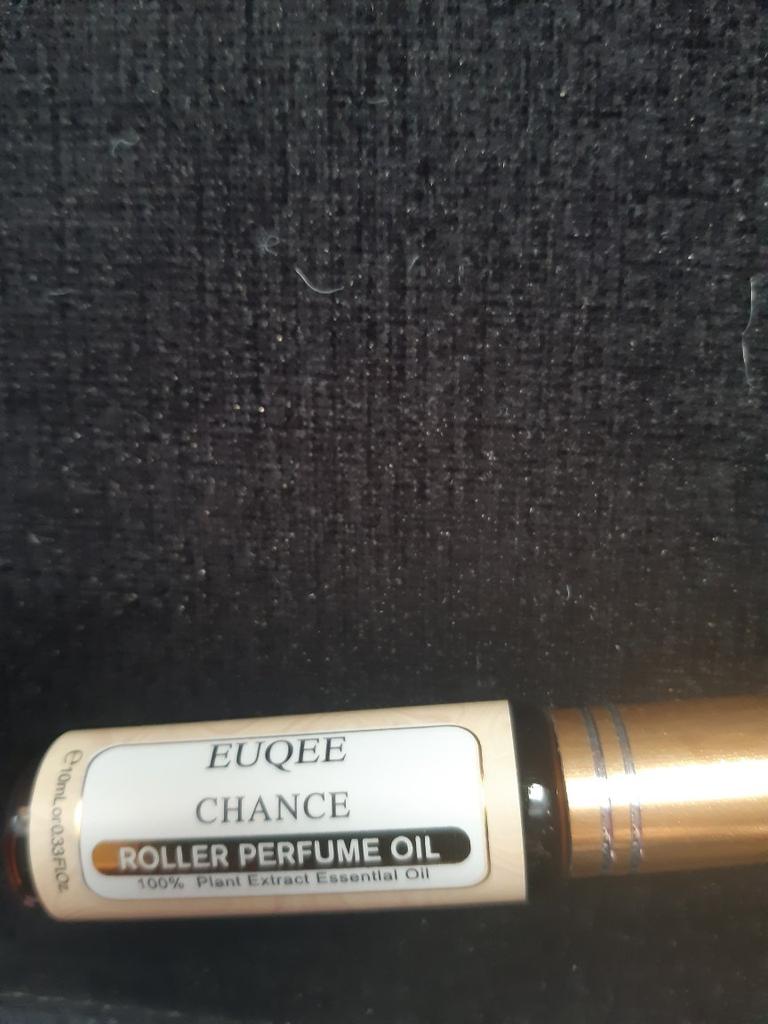 EUQEE
CHANCE
ROLLER PERFUME OIL
100% Plant Extract Essential Oil
℮10mL or 0.33FlOz